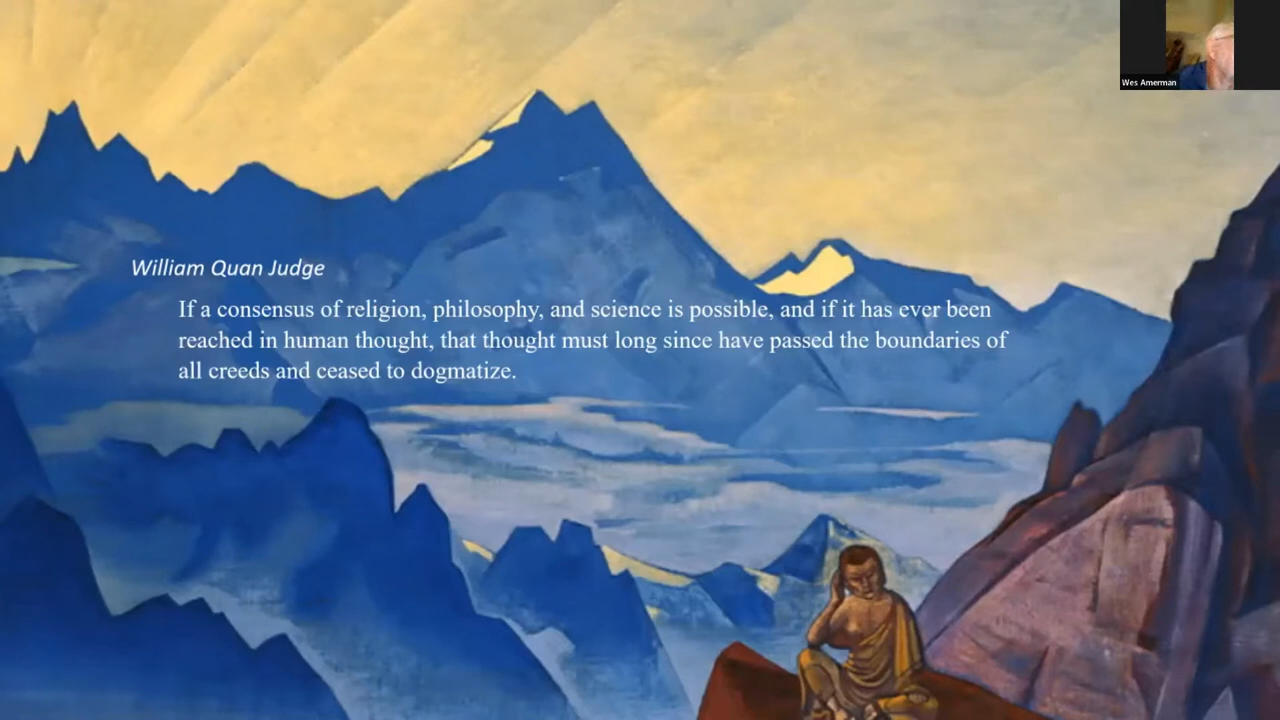 Wes Amerman
William Quan Judge
If a consensus of religion, philosophy, and science is possible, and if it has ever been
reached in human thought, that thought must long since have passed the boundaries of
all creeds and ceased to dogmatize.